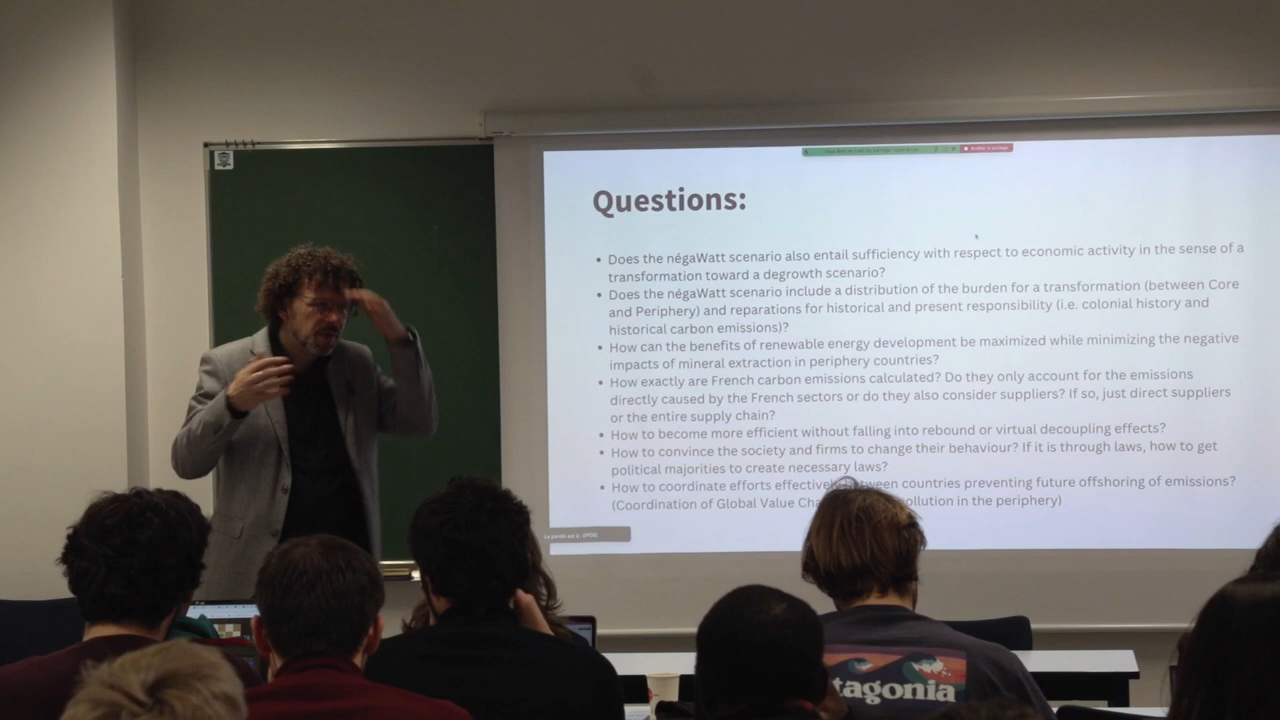 Questions:
• Does the négaWatt scenario also entail sufficiency with respect to economic activity in the sense of a
transformation toward a degrowth scenario?
• Does the négaWatt scenario include a distribution of the burden for a transformation (between Core
and Periphery) and reparations for historical and present responsibility (i.e. colonial history and
historical carbon emissions)?
• How can the benefits of renewable energy development be maximized while minimizing the negative
impacts of mineral extraction in periphery countries?
• How exactly are French carbon emissions calculated? Do they only account for the emissions
directly caused by the French sectors or do they also consider suppliers? If so, just direct suppliers
or the entire supply chain?
• How to become more efficient without falling into rebound or virtual decoupling effects?
• How to convince the society and firms to change their behaviour? If it is through laws, how to get
political majorities to create necessary laws?
• How to coordinate efforts effectively between countries preventing future offshoring of emissions?
(Coordination of Global Value Cha pollution in the periphery)
La parole est à : EPOG
tagonia